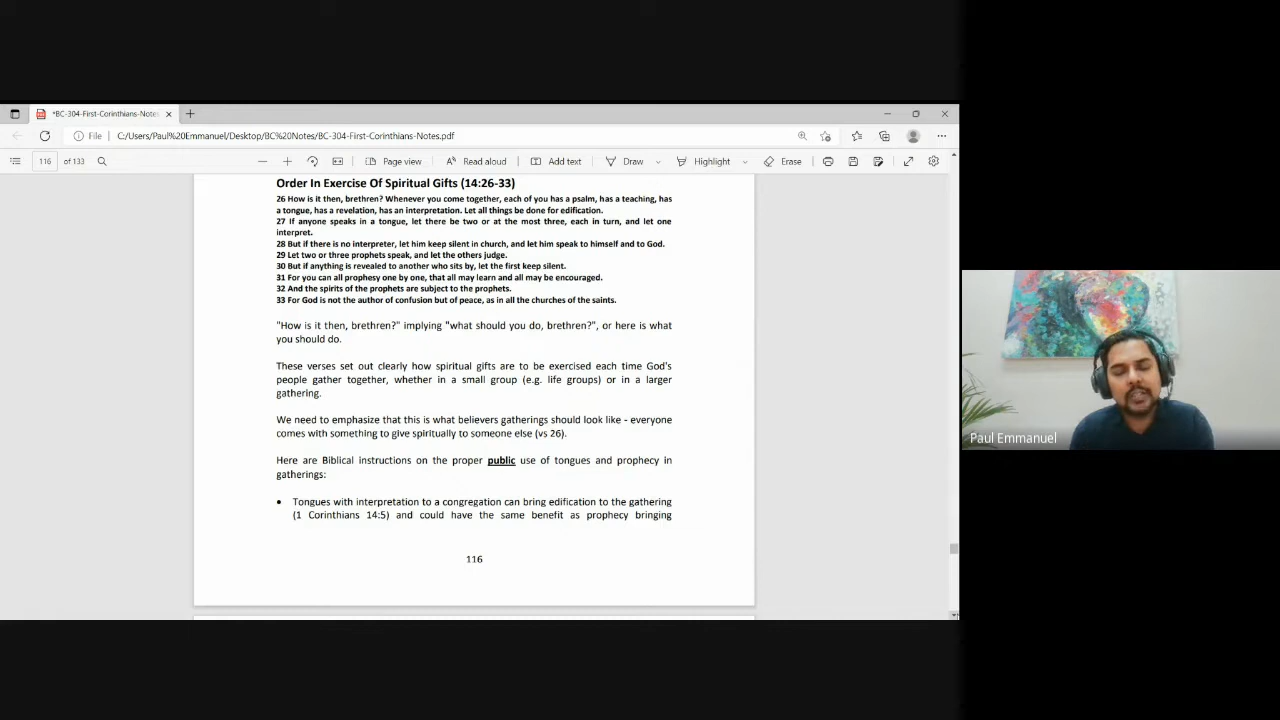 *BC-304-First-Corinthians-Notes
File
C:/Users/Paul%20Emmanuel/Desktop/BC%20Notes/BC-304-First-Corinthians-Notes.pdf
116 of 133
Page view
Read aloud
Add text
Draw
Highlight
Erase
Order In Exercise Of Spiritual Gifts (14:26-33)
26 How is it then, brethren? Whenever you come together, each of you has a psalm, has a teaching, has
a tongue, has a revelation, has an interpretation. Let all things be done for edification.
27 If anyone speaks in a tongue, let there be two or at the most three, each in turn, and let one
interpret.
28 But if there is no interpreter, let him keep silent in church, and let him speak to himself and to God.
29 Let two or three prophets speak, and let the others judge.
30 But if anything is revealed to another who sits by, let the first keep silent.
31 For you can all prophesy one by one, that all may learn and all may be encouraged.
32 And the spirits of the prophets are subject to the prophets.
33 For God is not the author of confusion but of peace, as in all the churches of the saints.
"How is it then, brethren?" implying "what should you do, brethren?", or here is what
you should do.
These verses set out clearly how spiritual gifts are to be exercised each time God's
people gather together, whether in a small group (e.g. life groups) or in a larger
gathering.
We need to emphasize that this is what believers gatherings should look like - everyone
comes with something to give spiritually to someone else (vs 26).
Here are Biblical instructions on the proper public use of tongues and prophecy in
gatherings:
• Tongues with interpretation to a congregation can bring edification to the gathering
(1 Corinthians 14:5) and could have the same benefit as prophecy bringing
116
Paul Emmanuel